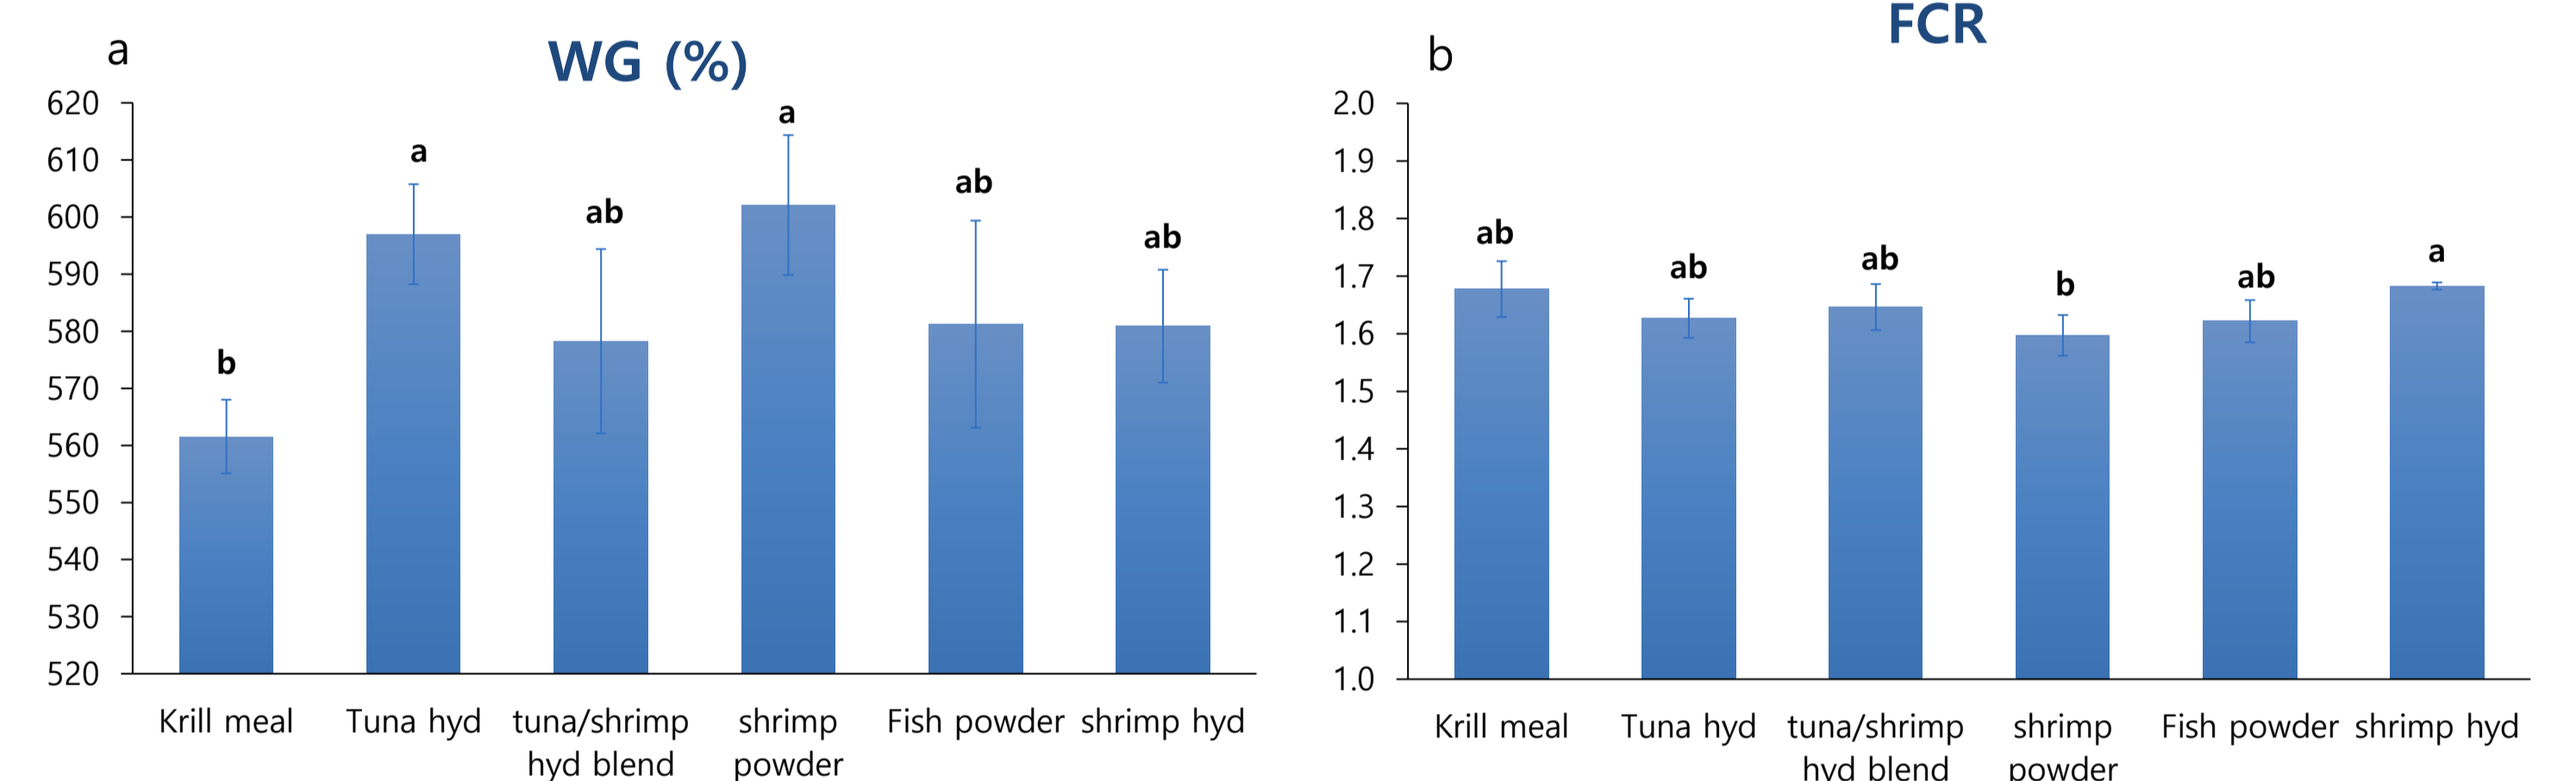 a
WG (%)
620
610
600
590
580
570
560
550
540
530
520
b
a
ab
a
ab
ab
Krill meal
Tuna hyd
tuna/shrimp
hyd blend
shrimp
powder
Fish powder
shrimp hyd
b
FCR
2.0
1.9
1.8
1.7
1.6
1.5
1.4
1.3
1.2
1.1
1.0
ab
ab
ab
b
ab
a
Krill meal
Tuna hyd
tuna/shrimp
hyd blend
shrimp
powder
Fish powder
shrimp hyd